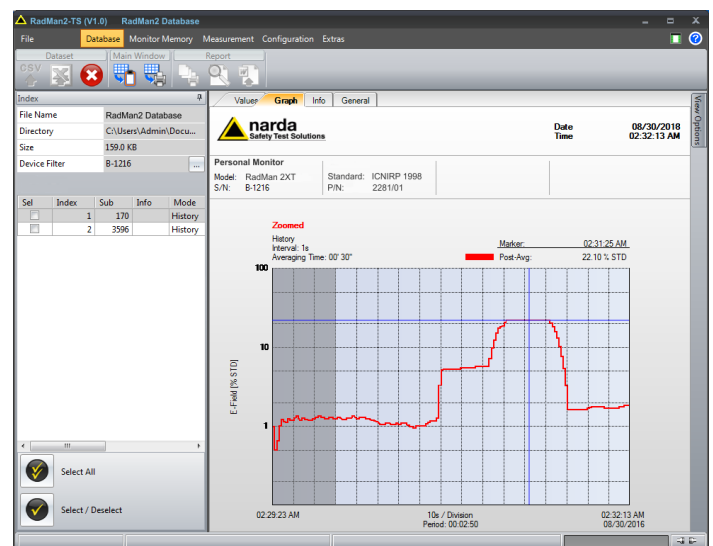 RadMan2-TS (V1.0) RadMan2 Database
File Database Monitor Memory Measurement Configuration Extras
Dataset Main Window Report
CSV
Index
File Name RadMan2 Database
Directory C:\Users\Admin\Docu...
Size 159.0 KB
Device Filter B-1216 ...
Sel Index Sub Info Mode
1 170 History
2 3596 History
Select All
Select / Deselect
Values Graph Info General
View Options
narda
Safety Test Solutions
Date 08/30/2018
Time 02:32:13 AM
Personal Monitor
Model: RadMan 2XT Standard: ICNIRP 1998
S/N: B-1216 P/N: 2281/01
Zoomed
History
Interval: 1s
Averaging Time: 00' 30"
Marker: 02:31:25 AM
Post-Avg: 22.10 % STD
100
10
1
E-Field [% STD]
02:29:23 AM 10s / Division 02:32:13 AM
Period: 00:02:50 08/30/2016